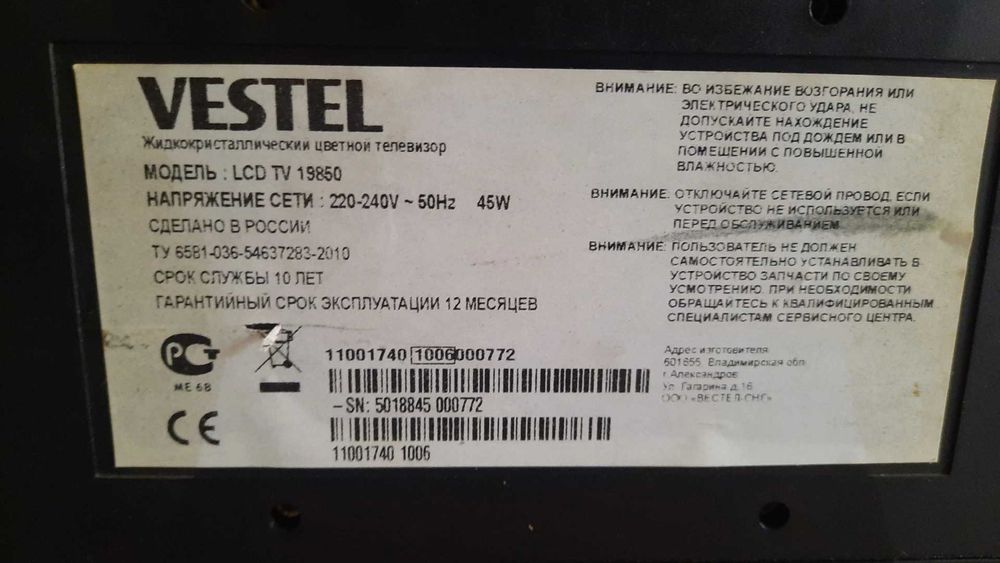 VESTEL
Жидкокристаллический цветной телевизор
МОДЕЛЬ : LCD TV 19850
НАПРЯЖЕНИЕ СЕТИ : 220-240V ~ 50Hz 45W
СДЕЛАНО В РОССИИ
ТУ 6581-036-54637283-2010
СРОК СЛУЖБЫ 10 ЛЕТ
ГАРАНТИЙНЫЙ СРОК ЭКСПЛУАТАЦИИ 12 МЕСЯЦЕВ
РСТ
МЕ 68
CE
11001740 1006000772
–SN: 5018845 000772
11001740 1006
ВНИМАНИЕ: ВО ИЗБЕЖАНИЕ ВОЗГОРАНИЯ ИЛИ
ЭЛЕКТРИЧЕСКОГО УДАРА, НЕ
ДОПУСКАЙТЕ НАХОЖДЕНИЕ
УСТРОЙСТВА ПОД ДОЖДЕМ ИЛИ В
ПОМЕЩЕНИИ С ПОВЫШЕННОЙ
ВЛАЖНОСТЬЮ.
ВНИМАНИЕ: ОТКЛЮЧАЙТЕ СЕТЕВОЙ ПРОВОД, ЕСЛИ
УСТРОЙСТВО НЕ ИСПОЛЬЗУЕТСЯ ИЛИ
ПЕРЕД ОБСЛУЖИВАНИЕМ
ВНИМАНИЕ: ПОЛЬЗОВАТЕЛЬ НЕ ДОЛЖЕН
САМОСТОЯТЕЛЬНО УСТАНАВЛИВАТЬ В
УСТРОЙСТВО ЗАПЧАСТИ ПО СВОЕМУ
УСМОТРЕНИЮ. ПРИ НЕОБХОДИМОСТИ
ОБРАЩАЙТЕСЬ К КВАЛИФИЦИРОВАННЫМ
СПЕЦИАЛИСТАМ СЕРВИСНОГО ЦЕНТРА.
Адрес изготовителя
601655, Владимирская обл.
г.Александров
Ул. Гагарина д.16
ООО «ВЕСТЕЛ-СНГ»